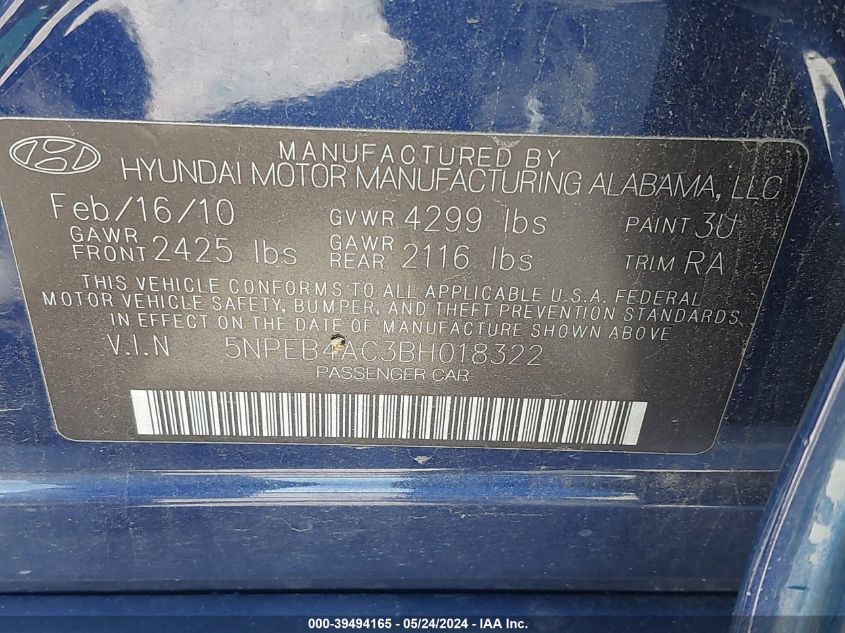 MANUFACTURED BY
HYUNDAI MOTOR MANUFACTURING ALABAMA, LLC
Feb/16/10 GVWR 4299 lbs PAINT 3U
GAWR FRONT 2425 lbs GAWR REAR 2116 lbs TRIM RA
THIS VEHICLE CONFORMS TO ALL APPLICABLE U.S.A. FEDERAL
MOTOR VEHICLE SAFETY, BUMPER, AND THEFT PREVENTION STANDARDS
IN EFFECT ON THE DATE OF MANUFACTURE SHOWN ABOVE.
V.I.N 5NPEB4AC3BH018322
PASSENGER CAR
000-39494165 - 05/24/2024 - IAA Inc.